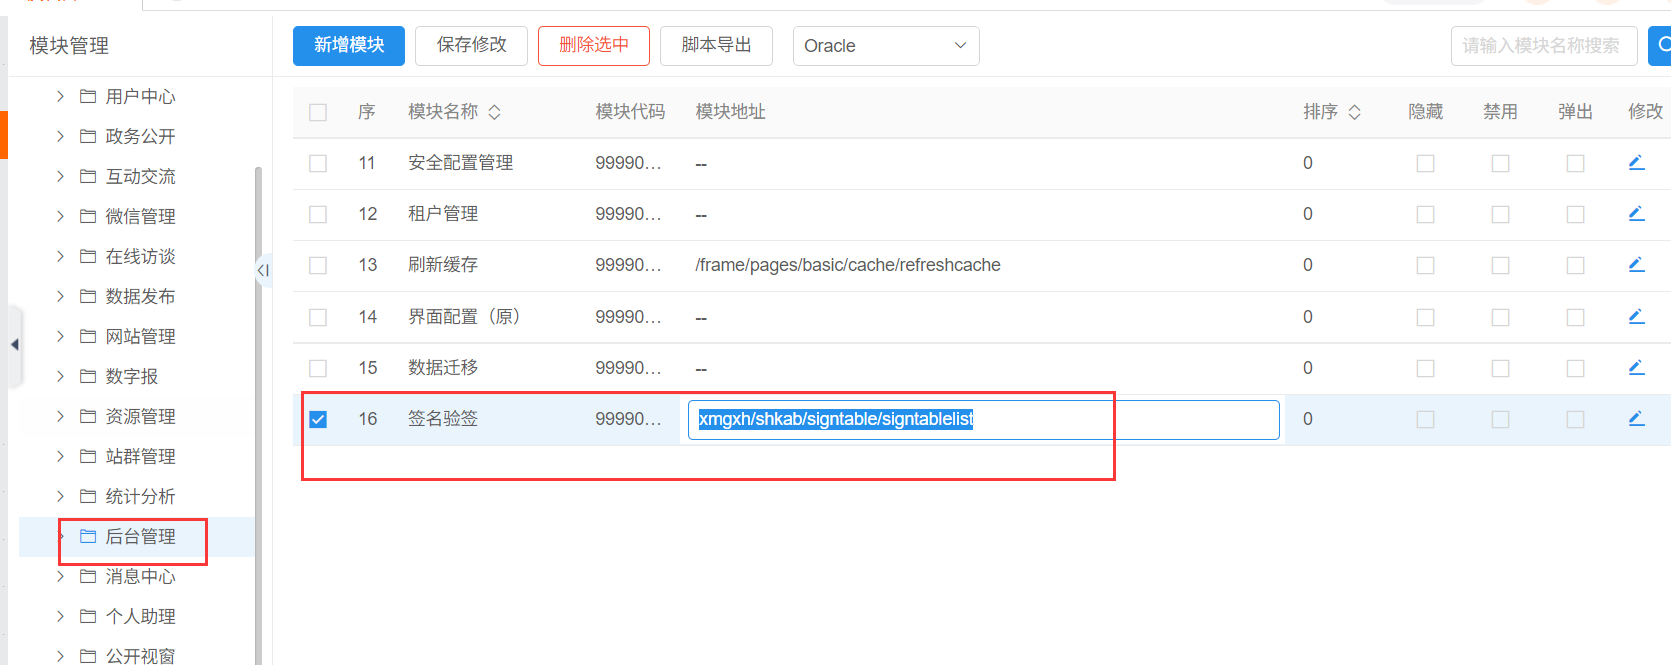 模块管理
新增模块 保存修改 删除选中 脚本导出 Oracle 请输入模块名称搜索
用户中心
政务公开
互动交流
微信管理
在线访谈
数据发布
网站管理
数字报
资源管理
站群管理
统计分析
后台管理
消息中心
个人助理
公开视窗
序 模块名称 模块代码 模块地址 排序 隐藏 禁用 弹出 修改
11 安全配置管理 99990... -- 0
12 租户管理 99990... -- 0
13 刷新缓存 99990... /frame/pages/basic/cache/refreshcache 0
14 界面配置（原） 99990... -- 0
15 数据迁移 99990... -- 0
16 签名验签 99990... xmgxh/shkab/signtable/signtablelist 0